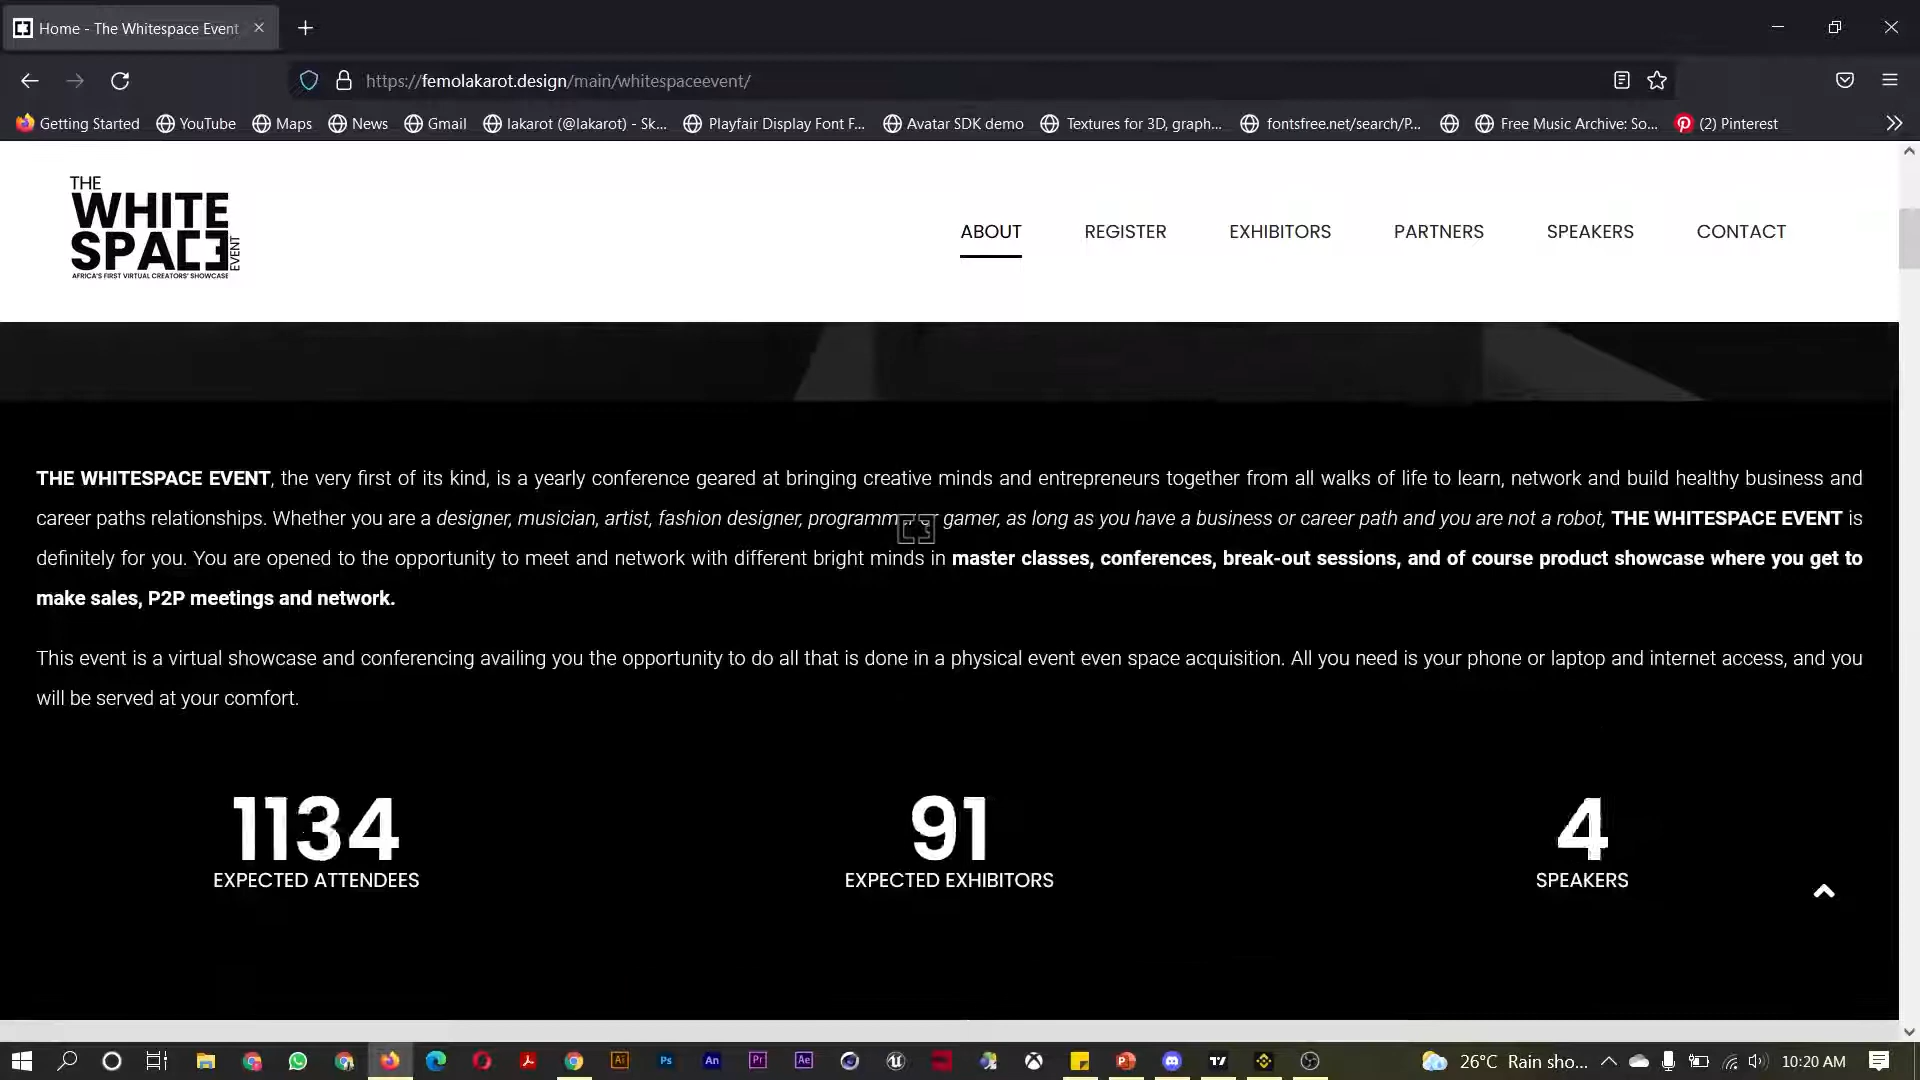 Home - The Whitespace Event
https://femolakarot.design/main/whitespaceevent/
Getting Started YouTube Maps News Gmail lakarot (@lakarot) - Sk... Playfair Display Font F... Avatar SDK demo Textures for 3D, graph... fontsfree.net/search/P... Free Music Archive: So... (2) Pinterest
THE
WHITE
SPACE
EVENT
AFRICA'S FIRST VIRTUAL CREATORS' SHOWCASE
ABOUT REGISTER EXHIBITORS PARTNERS SPEAKERS CONTACT
THE WHITESPACE EVENT, the very first of its kind, is a yearly conference geared at bringing creative minds and entrepreneurs together from all walks of life to learn, network and build healthy business and
career paths relationships. Whether you are a designer, musician, artist, fashion designer, programm gamer, as long as you have a business or career path and you are not a robot, THE WHITESPACE EVENT is
definitely for you. You are opened to the opportunity to meet and network with different bright minds in master classes, conferences, break-out sessions, and of course product showcase where you get to
make sales, P2P meetings and network.
This event is a virtual showcase and conferencing availing you the opportunity to do all that is done in a physical event even space acquisition. All you need is your phone or laptop and internet access, and you
will be served at your comfort.
1134 91 4
EXPECTED ATTENDEES EXPECTED EXHIBITORS SPEAKERS
Ai Ps An Pr Ae 26°C Rain sho... 10:20 AM